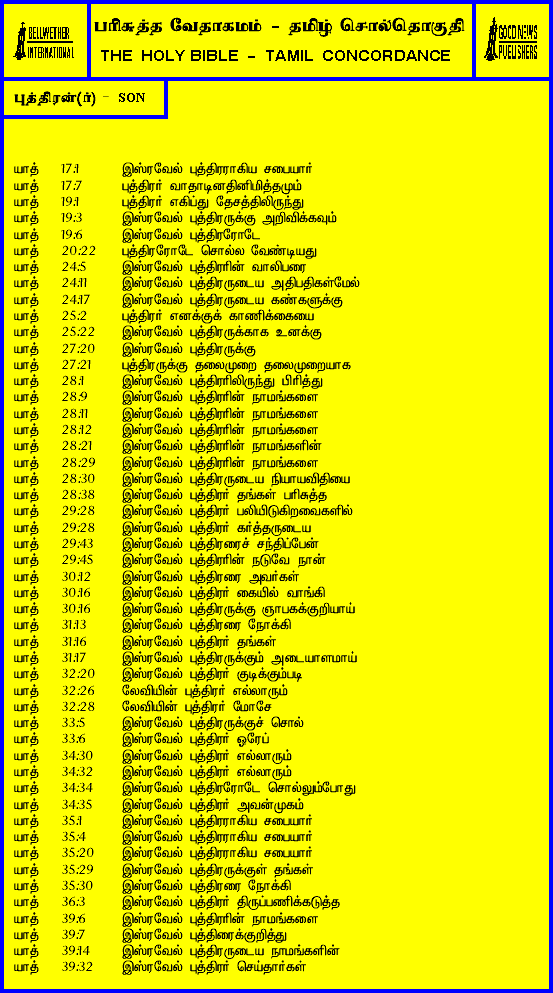 BELLWETHER
INTERNATIONAL
பரிசுத்த வேதாகமம் - தமிழ் சொல்தொகுதி
THE HOLY BIBLE - TAMIL CONCORDANCE
GOOD NEWS
PUBLISHERS
புத்திரன்(ர்) - SON
யாத் 17:1 இஸ்ரவேல் புத்திரராகிய சபையார்
யாத் 17:7 புத்திரர் வாதாடினதினிமித்தமும்
யாத் 19:1 புத்திரர் எகிப்து தேசத்திலிருந்து
யாத் 19:3 இஸ்ரவேல் புத்திரருக்கு அறிவிக்கவும்
யாத் 19:6 இஸ்ரவேல் புத்திரரோடே
யாத் 20:22 புத்திரரோடே சொல்ல வேண்டியது
யாத் 24:5 இஸ்ரவேல் புத்திரரின் வாலிபரை
யாத் 24:11 இஸ்ரவேல் புத்திரருடைய அதிபதிகள்மேல்
யாத் 24:17 இஸ்ரவேல் புத்திரருடைய கண்களுக்கு
யாத் 25:2 புத்திரர் எனக்குக் காணிக்கையை
யாத் 25:22 இஸ்ரவேல் புத்திரருக்காக உனக்கு
யாத் 27:20 இஸ்ரவேல் புத்திரருக்கு
யாத் 27:21 புத்திரருக்கு தலைமுறை தலைமுறையாக
யாத் 28:1 இஸ்ரவேல் புத்திரரிலிருந்து பிரித்து
யாத் 28:9 இஸ்ரவேல் புத்திரரின் நாமங்களை
யாத் 28:11 இஸ்ரவேல் புத்திரரின் நாமங்களை
யாத் 28:12 இஸ்ரவேல் புத்திரரின் நாமங்களை
யாத் 28:21 இஸ்ரவேல் புத்திரரின் நாமங்களின்
யாத் 28:29 இஸ்ரவேல் புத்திரரின் நாமங்களை
யாத் 28:30 இஸ்ரவேல் புத்திரருடைய நியாயவிதியை
யாத் 28:38 இஸ்ரவேல் புத்திரர் தங்கள் பரிசுத்த
யாத் 29:28 இஸ்ரவேல் புத்திரர் பலியிடுகிறவைகளில்
யாத் 29:28 இஸ்ரவேல் புத்திரர் கர்த்தருடைய
யாத் 29:43 இஸ்ரவேல் புத்திரரைச் சந்திப்பேன்
யாத் 29:45 இஸ்ரவேல் புத்திரரின் நடுவே நான்
யாத் 30:12 இஸ்ரவேல் புத்திரரை அவர்கள்
யாத் 30:16 இஸ்ரவேல் புத்திரர் கையில் வாங்கி
யாத் 30:16 இஸ்ரவேல் புத்திரருக்கு ஞாபகக்குறியாய்
யாத் 31:13 இஸ்ரவேல் புத்திரரை நோக்கி
யாத் 31:16 இஸ்ரவேல் புத்திரர் தங்கள்
யாத் 31:17 இஸ்ரவேல் புத்திரருக்கும் அடையாளமாய்
யாத் 32:20 இஸ்ரவேல் புத்திரர் குடிக்கும்படி
யாத் 32:26 லேவியின் புத்திரர் எல்லாரும்
யாத் 32:28 லேவியின் புத்திரர் மோசே
யாத் 33:5 இஸ்ரவேல் புத்திரருக்குச் சொல்
யாத் 33:6 இஸ்ரவேல் புத்திரர் ஓரேப்
யாத் 34:30 இஸ்ரவேல் புத்திரர் எல்லாரும்
யாத் 34:32 இஸ்ரவேல் புத்திரர் எல்லாரும்
யாத் 34:34 இஸ்ரவேல் புத்திரரோடே சொல்லும்போது
யாத் 34:35 இஸ்ரவேல் புத்திரர் அவன்முகம்
யாத் 35:1 இஸ்ரவேல் புத்திரராகிய சபையார்
யாத் 35:4 இஸ்ரவேல் புத்திரராகிய சபையார்
யாத் 35:20 இஸ்ரவேல் புத்திரராகிய சபையார்
யாத் 35:29 இஸ்ரவேல் புத்திரருக்குள் தங்கள்
யாத் 35:30 இஸ்ரவேல் புத்திரரை நோக்கி
யாத் 36:3 இஸ்ரவேல் புத்திரர் திருப்பணிக்கடுத்த
யாத் 39:6 இஸ்ரவேல் புத்திரரின் நாமங்களை
யாத் 39:7 இஸ்ரவேல் புத்திரைக்குறித்து
யாத் 39:14 இஸ்ரவேல் புத்திரருடைய நாமங்களின்
யாத் 39:32 இஸ்ரவேல் புத்திரர் செய்தார்கள்